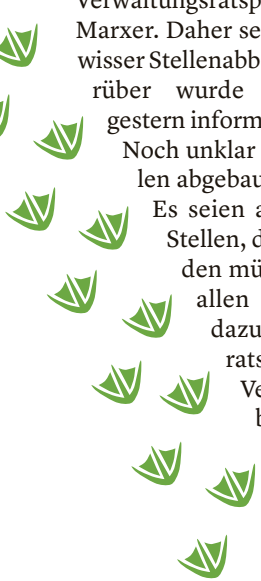 Verwaltungsratsp
Marxer. Daher se
wisser Stellenabb
rüber wurde
gestern inform
Noch unklar
len abgebau
Es seien a
Stellen, d
den mü
allen
dazu
rats
Ve
b